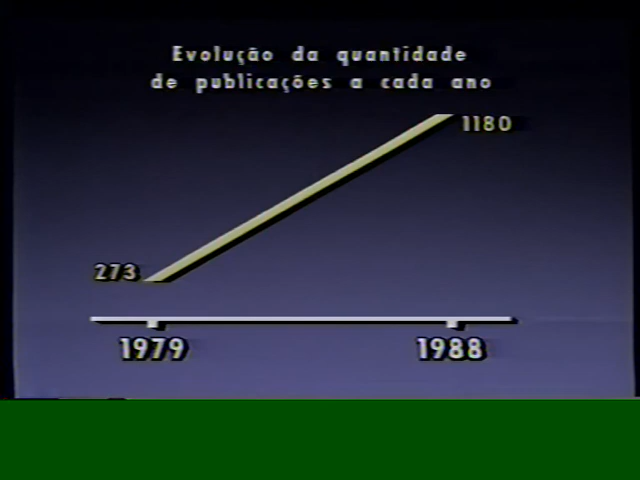 Evolução da quantidade
de publicações a cada ano
1180
273
1979 1988